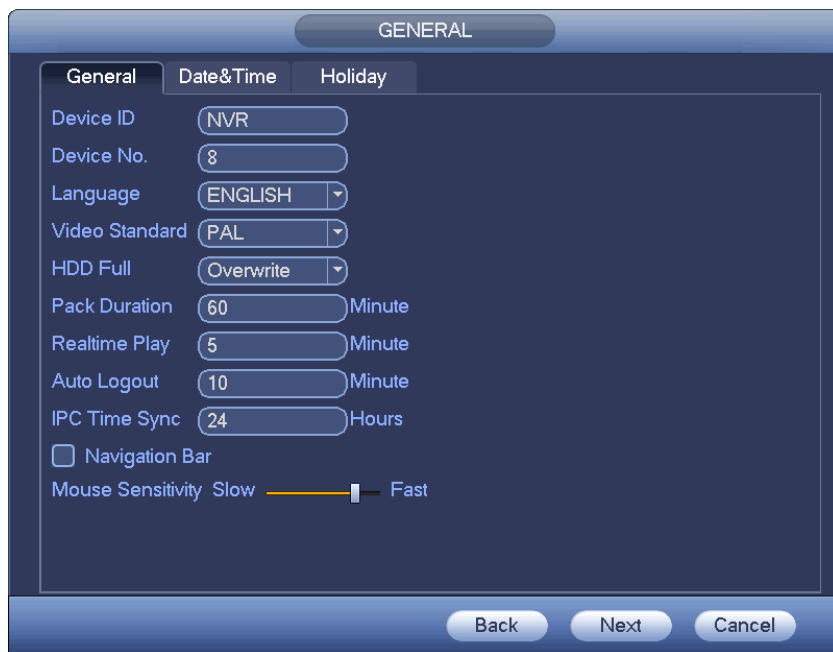 GENERAL
General Date&Time Holiday
Device ID NVR
Device No. 8
Language ENGLISH
Video Standard PAL
HDD Full Overwrite
Pack Duration 60 Minute
Realtime Play 5 Minute
Auto Logout 10 Minute
IPC Time Sync 24 Hours
Navigation Bar
Mouse Sensitivity Slow Fast
Back Next Cancel